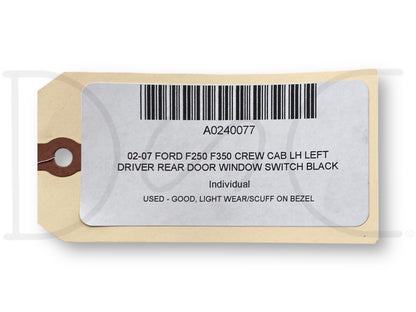 A0240077
02-07 FORD F250 F350 CREW CAB LH LEFT
DRIVER REAR DOOR WINDOW SWITCH BLACK
Individual
USED - GOOD, LIGHT WEAR/SCUFF ON BEZEL